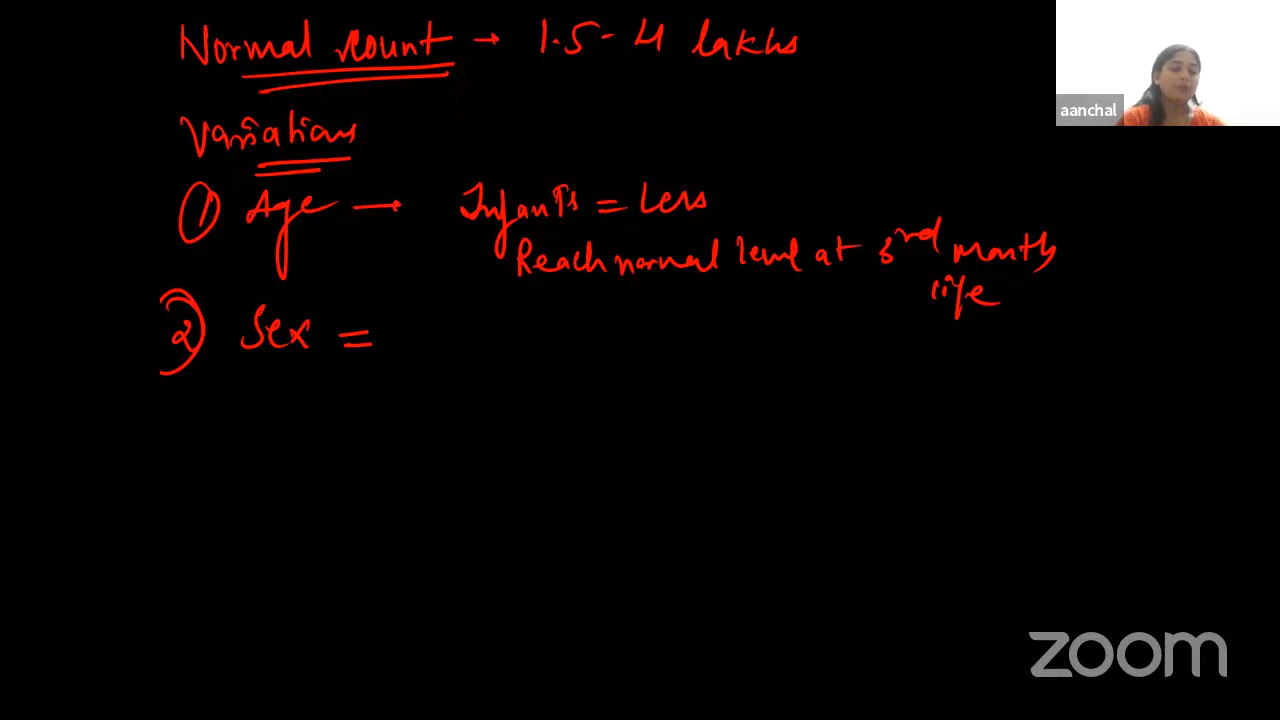 Normal count → 1.5 - 4 lakhs
Variations
① Age → Infants = Less
Reach normal level at 3rd month
life
② Sex =
aanchal
zoom